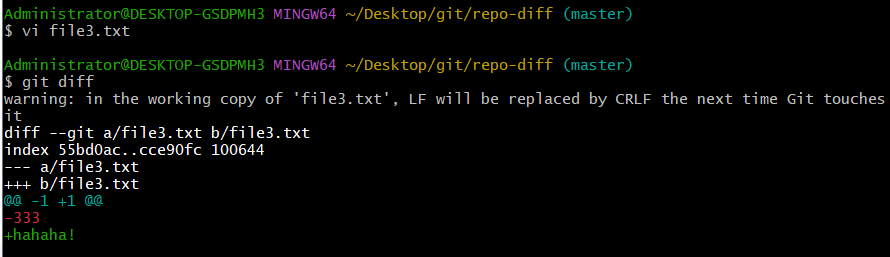 Administrator@DESKTOP-GSDPMH3 MINGW64 ~/Desktop/git/repo-diff (master)
$ vi file3.txt
Administrator@DESKTOP-GSDPMH3 MINGW64 ~/Desktop/git/repo-diff (master)
$ git diff
warning: in the working copy of 'file3.txt', LF will be replaced by CRLF the next time Git touches
it
diff --git a/file3.txt b/file3.txt
index 55bd0ac..cce90fc 100644
--- a/file3.txt
+++ b/file3.txt
@@ -1 +1 @@
-333
+hahaha!